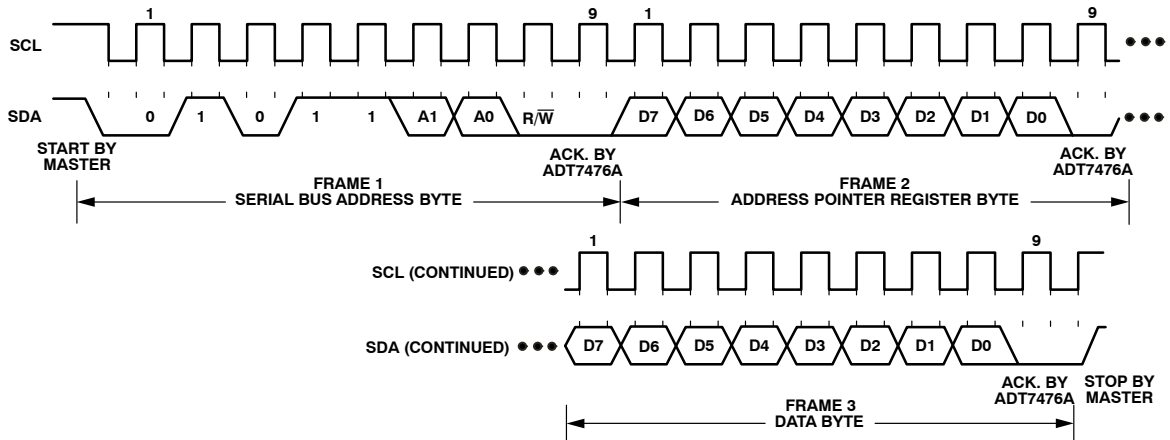 1 9 1 9
SCL
SDA 0 1 0 1 1 A1 A0 R/W̅ D7 D6 D5 D4 D3 D2 D1 D0
START BY
MASTER
ACK. BY
ADT7476A
ACK. BY
ADT7476A
FRAME 1
SERIAL BUS ADDRESS BYTE
FRAME 2
ADDRESS POINTER REGISTER BYTE
1 9
SCL (CONTINUED)
SDA (CONTINUED) D7 D6 D5 D4 D3 D2 D1 D0
ACK. BY
ADT7476A
STOP BY
MASTER
FRAME 3
DATA BYTE